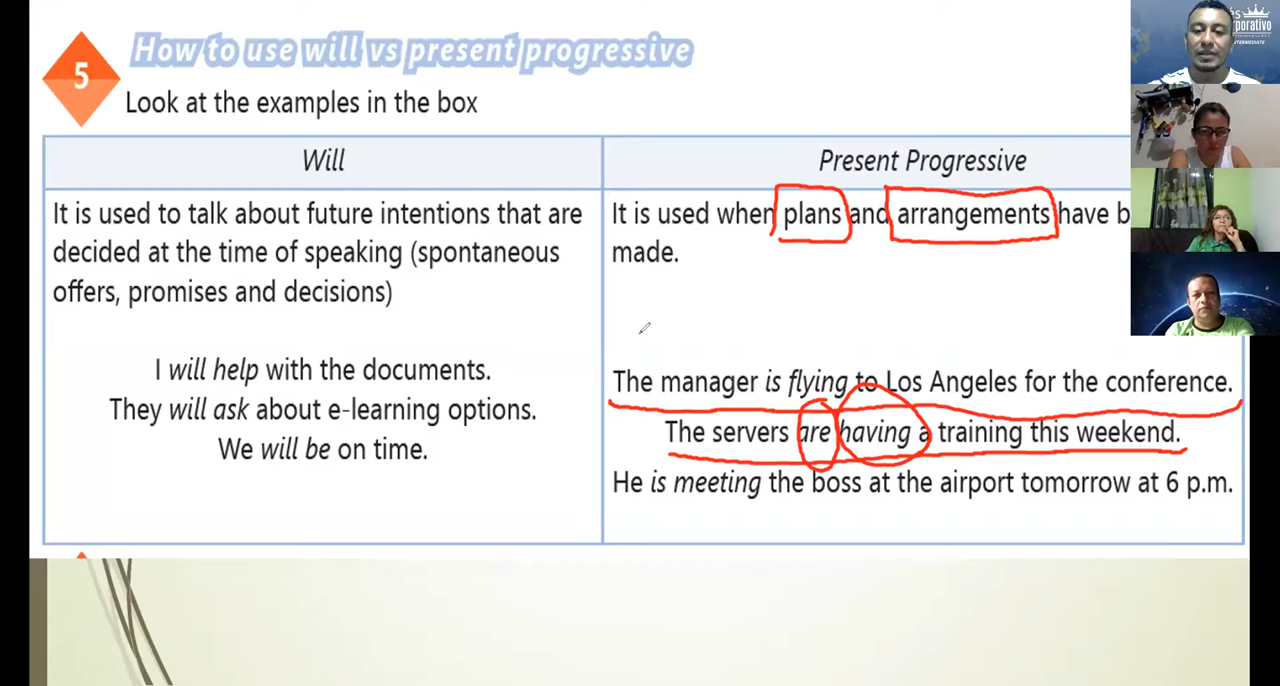 5
How to use will vs present progressive
Look at the examples in the box
Will
It is used to talk about future intentions that are
decided at the time of speaking (spontaneous
offers, promises and decisions)
I will help with the documents.
They will ask about e-learning options.
We will be on time.
Present Progressive
It is used when plans and arrangements have b
made.
The manager is flying to Los Angeles for the conference.
The servers are having a training this weekend.
He is meeting the boss at the airport tomorrow at 6 p.m.
és
rporativo
NTERMEDIATE